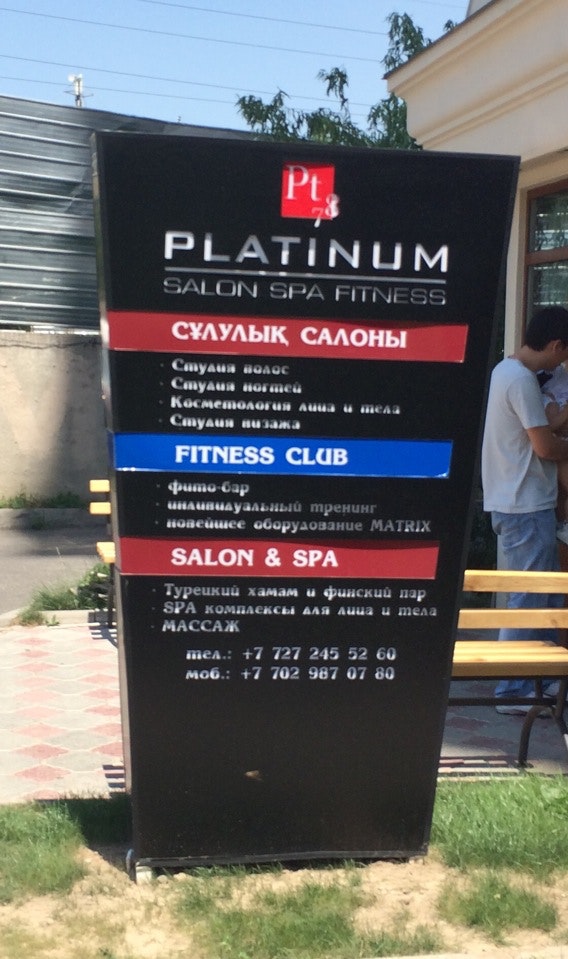 Pt
78
PLATINUM
SALON SPA FITNESS
СҰЛУЛЫҚ САЛОНЫ
· Студия волос
· Студия ногтей
· Косметология лица и тела
· Студия визажа
FITNESS CLUB
· фито-бар
· индивидуальный тренинг
· новейшее оборудование MATRIX
SALON & SPA
· Турецкий хамам и финский пар
· SPA комплексы для лица и тела
· МАССАЖ
тел.: +7 727 245 52 60
моб.: +7 702 987 07 80